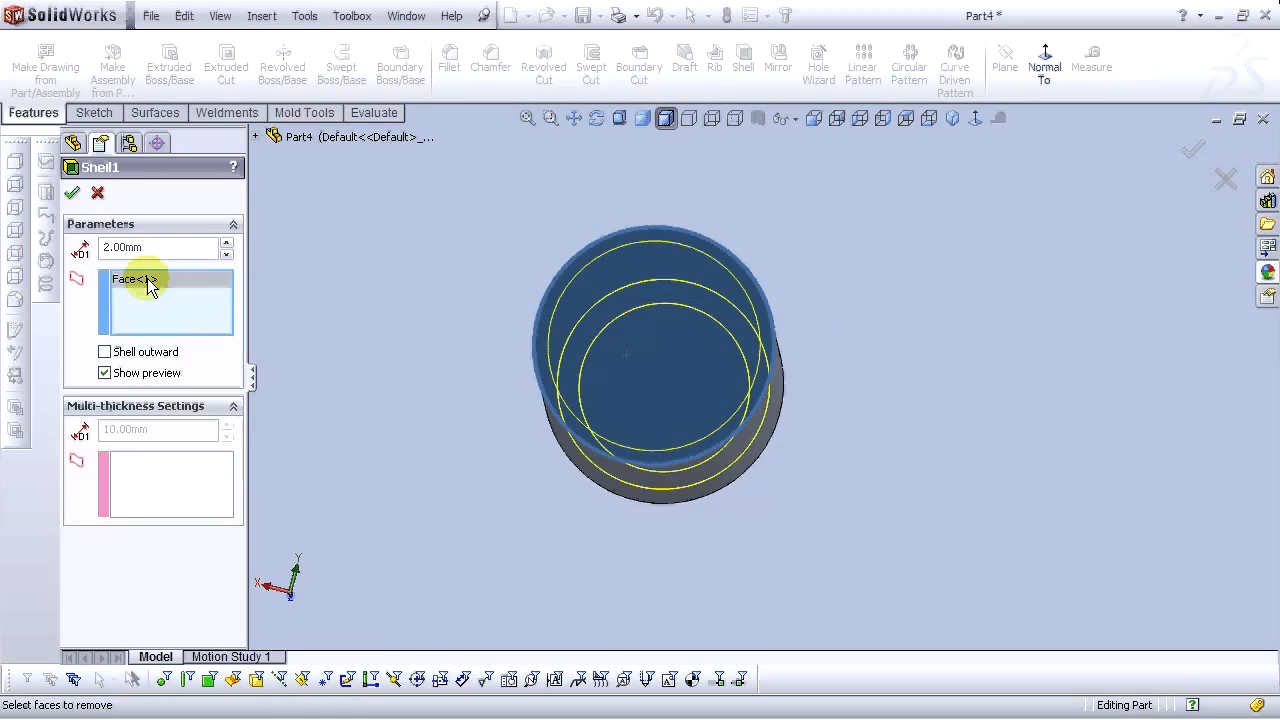 SolidWorks
File Edit View Insert Tools Toolbox Window Help
Part4 *
Make Drawing from Part/Assembly
Make Assembly from P...
Extruded Boss/Base
Extruded Cut
Revolved Boss/Base
Swept Boss/Base
Boundary Boss/Base
Fillet
Chamfer
Revolved Cut
Swept Cut
Boundary Cut
Draft
Rib
Shell
Mirror
Hole Wizard
Linear Pattern
Circular Pattern
Curve Driven Pattern
Plane
Normal To
Measure
Features Sketch Surfaces Weldments Mold Tools Evaluate
Part4 (Default<<Default>_...
Shell1 ?
Parameters
D1 2.00mm
Face<1>
Shell outward
Show preview
Multi-thickness Settings
D1 10.00mm
Y
X
Z
Model Motion Study 1
Select faces to remove
Editing Part